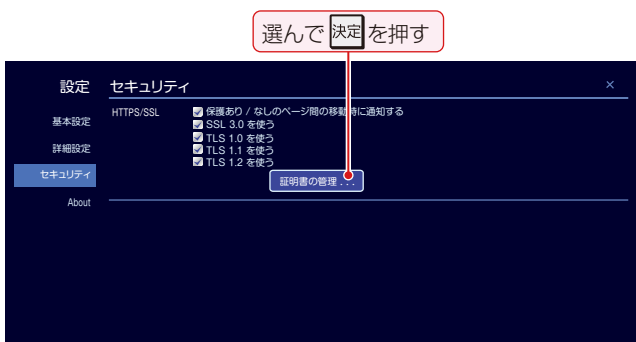 選んで 決定 を押す
設定 セキュリティ ×
基本設定
詳細設定
セキュリティ
About
HTTPS/SSL
保護あり / なしのページ間の移動時に通知する
SSL 3.0 を使う
TLS 1.0 を使う
TLS 1.1 を使う
TLS 1.2 を使う
証明書の管理 . . .